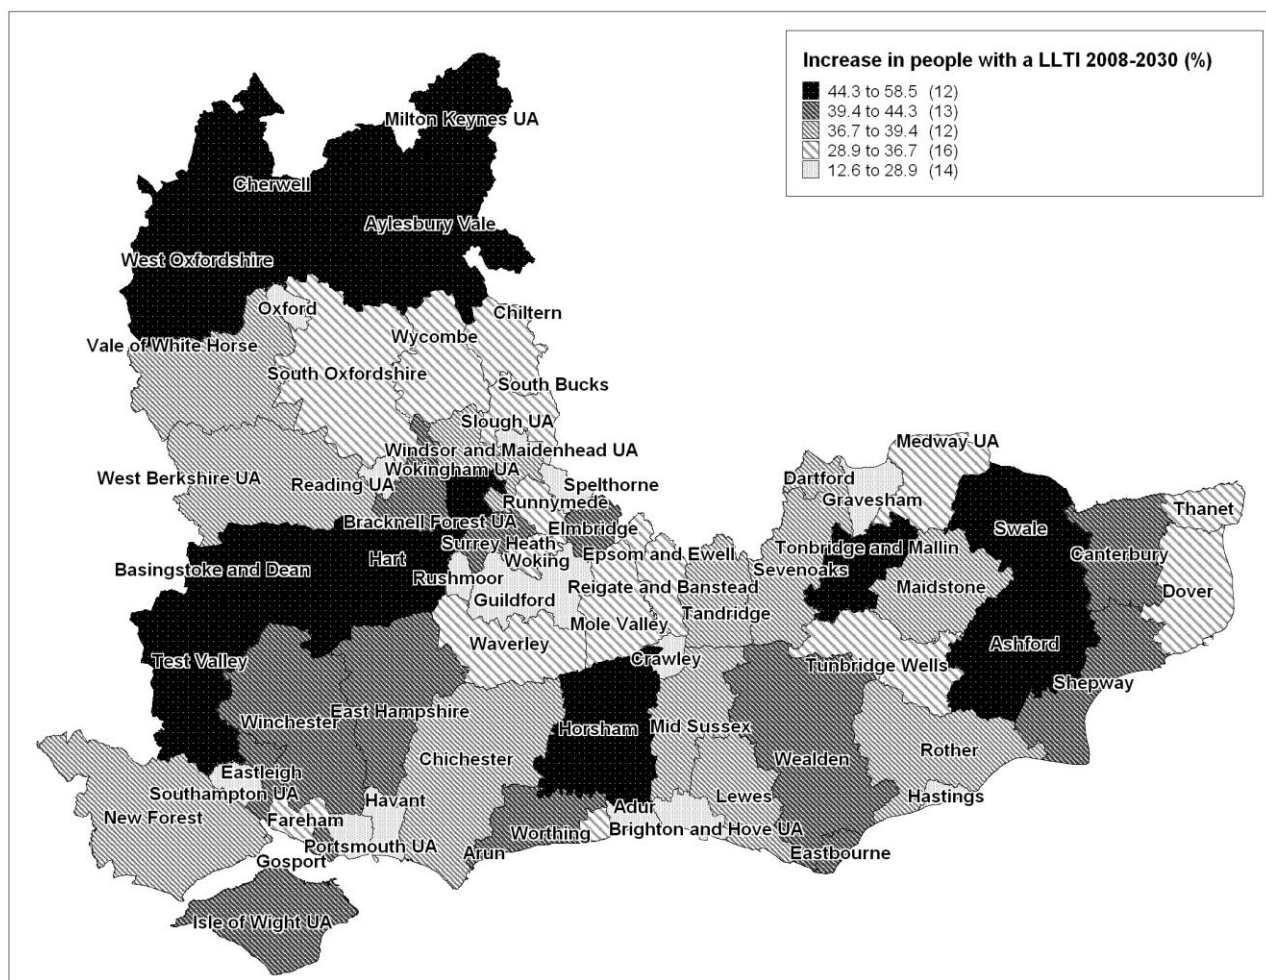 Increase in people with a LLTI 2008-2030 (%)
44.3 to 58.5 (12)
39.4 to 44.3 (13)
36.7 to 39.4 (12)
28.9 to 36.7 (16)
12.6 to 28.9 (14)
Milton Keynes UA
Cherwell
Aylesbury Vale
West Oxfordshire
Oxford
Chiltern
Wycombe
Vale of White Horse
South Oxfordshire
South Bucks
Slough UA
Windsor and Maidenhead UA
Medway UA
Wokingham UA
West Berkshire UA
Reading UA
Spelthorne
Dartford
Gravesham
Runnymede
Thanet
Bracknell Forest UA
Elmbridge
Swale
Surrey Heath
Tonbridge and Malling
Epsom and Ewell
Canterbury
Hart
Woking
Basingstoke and Dean
Sevenoaks
Rushmoor
Reigate and Banstead
Maidstone
Dover
Guildford
Tandridge
Mole Valley
Waverley
Ashford
Test Valley
Crawley
Tunbridge Wells
Shepway
East Hampshire
Winchester
Horsham
Mid Sussex
Rother
Chichester
Wealden
Eastleigh
Southampton UA
Lewes
Hastings
Havant
Adur
New Forest
Fareham
Worthing
Brighton and Hove UA
Portsmouth UA
Arun
Eastbourne
Gosport
Isle of Wight UA